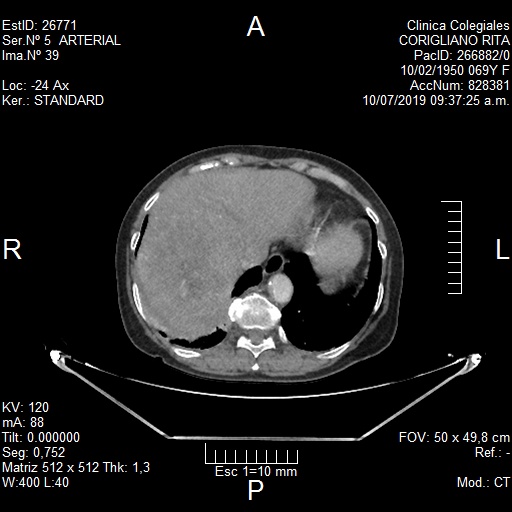 EstID: 26771
Ser.Nº 5 ARTERIAL
Ima.Nº 39
Loc: -24 Ax
Ker.: STANDARD
A
Clinica Colegiales
CORIGLIANO RITA
PacID: 266882/0
10/02/1950 069Y F
AccNum: 828381
10/07/2019 09:37:25 a.m.
R
L
KV: 120
mA: 88
Tilt: 0.000000
Seg: 0,752
Matriz 512 x 512 Thk: 1,3
W:400 L:40
Esc 1=10 mm
P
FOV: 50 x 49,8 cm
Ref.: -
Mod.: CT